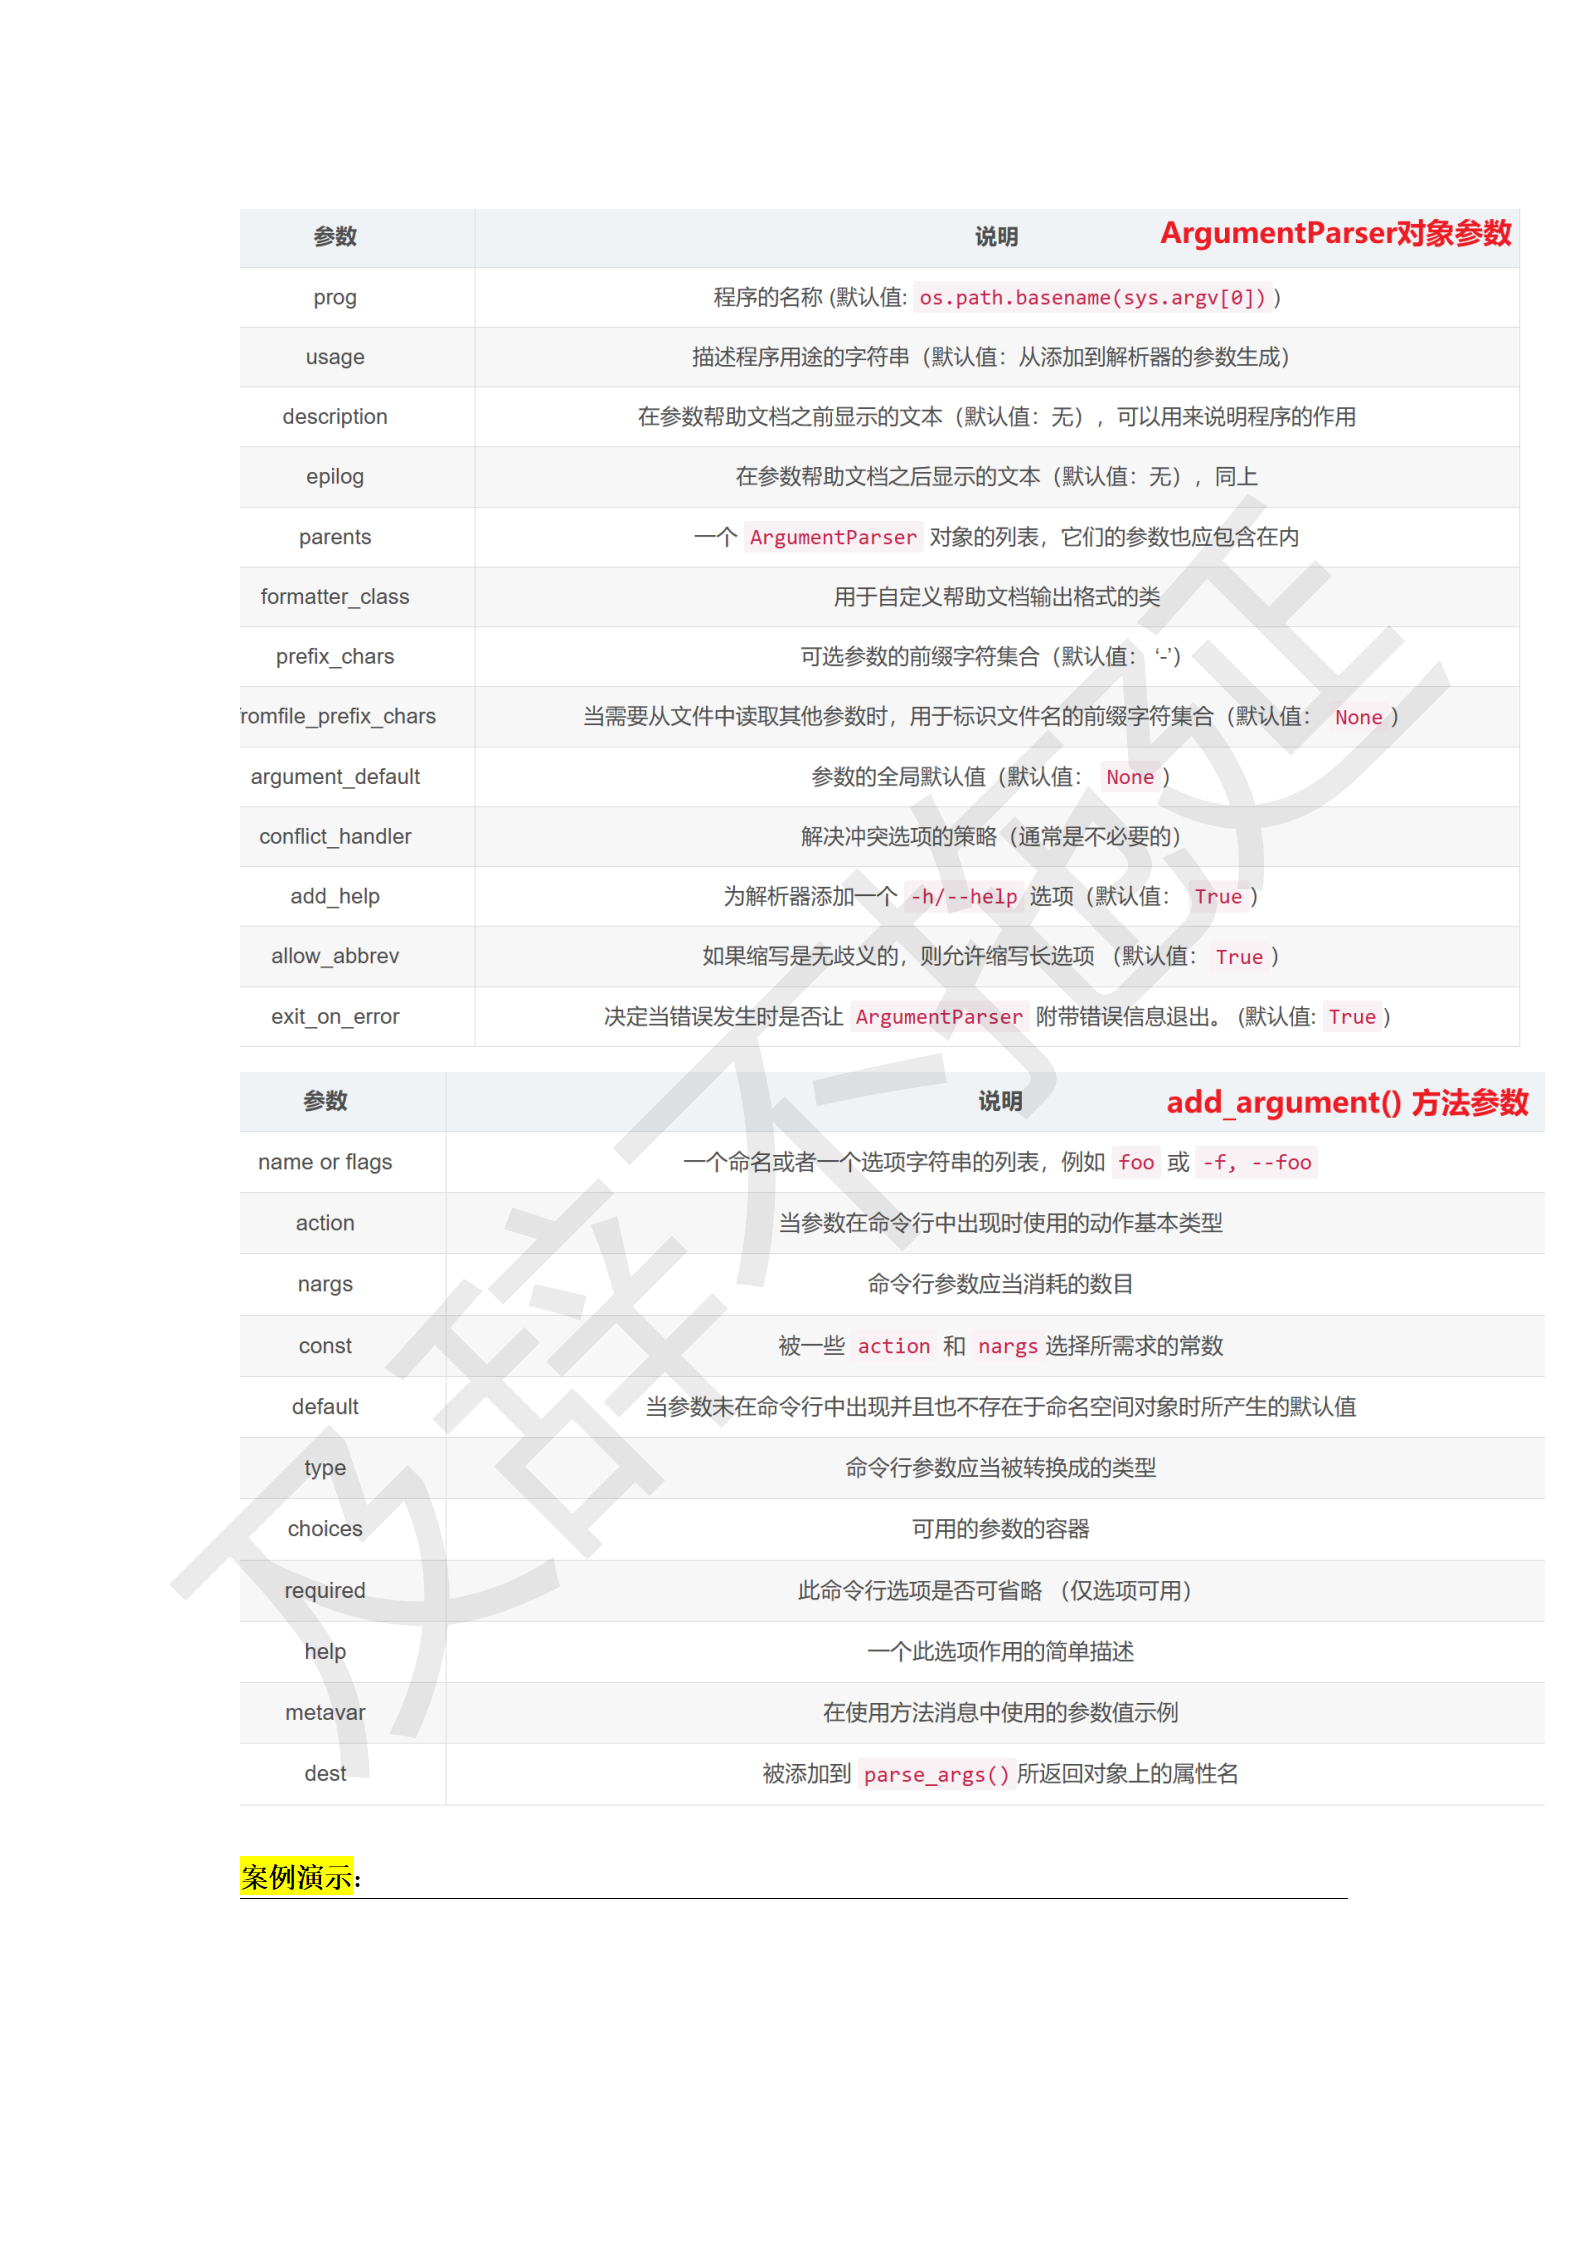 参数 说明 ArgumentParser对象参数
prog 程序的名称 (默认值: os.path.basename(sys.argv[0]))
usage 描述程序用途的字符串（默认值：从添加到解析器的参数生成）
description 在参数帮助文档之前显示的文本（默认值：无），可以用来说明程序的作用
epilog 在参数帮助文档之后显示的文本（默认值：无），同上
parents 一个 ArgumentParser 对象的列表，它们的参数也应包含在内
formatter_class 用于自定义帮助文档输出格式的类
prefix_chars 可选参数的前缀字符集合（默认值： ‘-’）
fromfile_prefix_chars 当需要从文件中读取其他参数时，用于标识文件名的前缀字符集合（默认值： None）
argument_default 参数的全局默认值（默认值： None）
conflict_handler 解决冲突选项的策略（通常是不必要的）
add_help 为解析器添加一个 -h/--help 选项（默认值： True）
allow_abbrev 如果缩写是无歧义的，则允许缩写长选项 （默认值： True）
exit_on_error 决定当错误发生时是否让 ArgumentParser 附带错误信息退出。 (默认值: True)
参数 说明 add_argument() 方法参数
name or flags 一个命名或者一个选项字符串的列表，例如 foo 或 -f, --foo
action 当参数在命令行中出现时使用的动作基本类型
nargs 命令行参数应当消耗的数目
const 被一些 action 和 nargs 选择所需求的常数
default 当参数未在命令行中出现并且也不存在于命名空间对象时所产生的默认值
type 命令行参数应当被转换成的类型
choices 可用的参数的容器
required 此命令行选项是否可省略 （仅选项可用）
help 一个此选项作用的简单描述
metavar 在使用方法消息中使用的参数值示例
dest 被添加到 parse_args() 所返回对象上的属性名
案例演示：
及辞不拖延